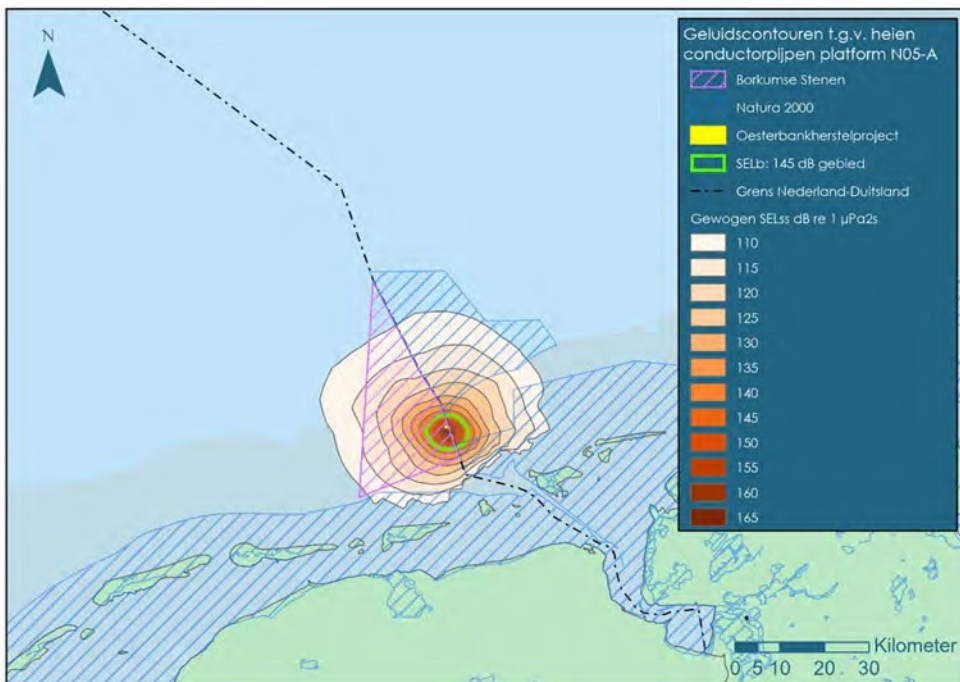 N
Geluidscontouren t.g.v. heien
conductorpijpen platform N05-A
Borkumse Stenen
Natura 2000
Oesterbankherstelproject
SELb: 145 dB gebied
Grens Nederland-Duitsland
Gewogen SELss dB re 1 µPa2s
110
115
120
125
130
135
140
145
150
155
160
165
Kilometer
0 5 10 20 30